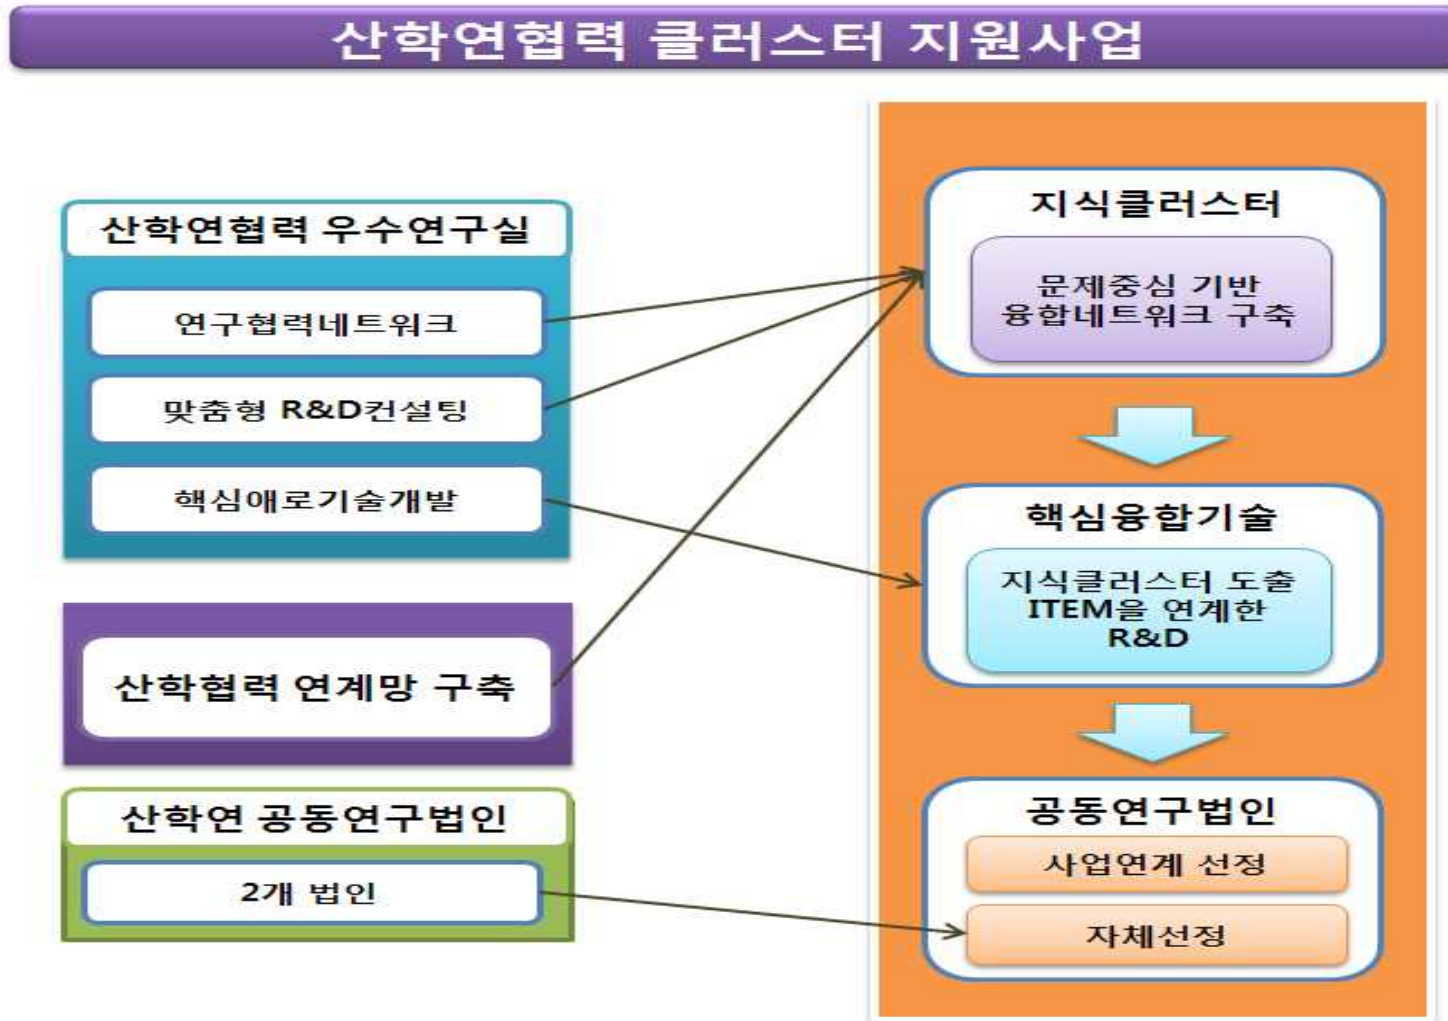 산학연협력 클러스터 지원사업
산학연협력 우수연구실
연구협력네트워크
맞춤형 R&D컨설팅
핵심애로기술개발
산학협력 연계망 구축
산학연 공동연구법인
2개 법인
지식클러스터
문제중심 기반
융합네트워크 구축
핵심융합기술
지식클러스터 도출
ITEM을 연계한
R&D
공동연구법인
사업연계 선정
자체선정